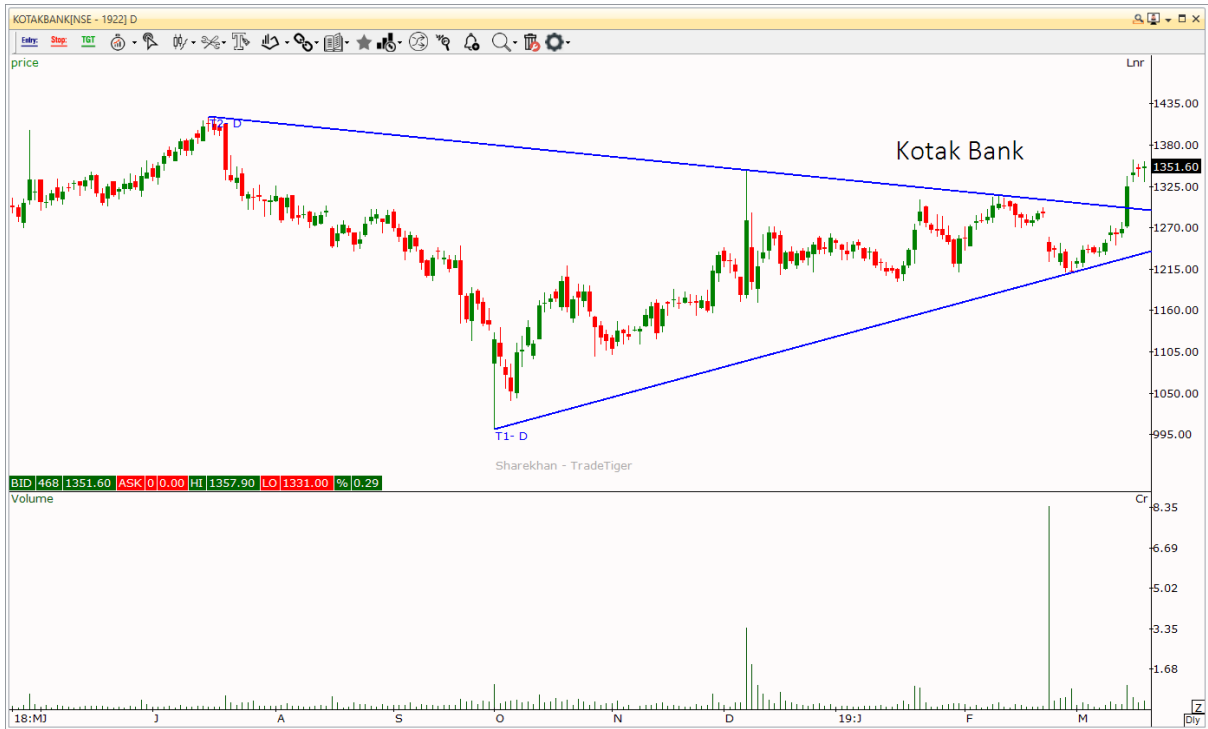 KOTAKBANK[NSE - 1922] D
Entry: Stop: TGT
price
Lnr
1435.00
Kotak Bank
1380.00
1351.60
1325.00
1270.00
1215.00
1160.00
1105.00
1050.00
995.00
T2- D
T1- D
Sharekhan - TradeTiger
BID 468 1351.60 ASK 0 0.00 HI 1357.90 LO 1331.00 % 0.29
Volume
Cr
8.35
6.69
5.02
3.35
1.68
18:MJ J A S O N D 19:J F M
Z
Dly